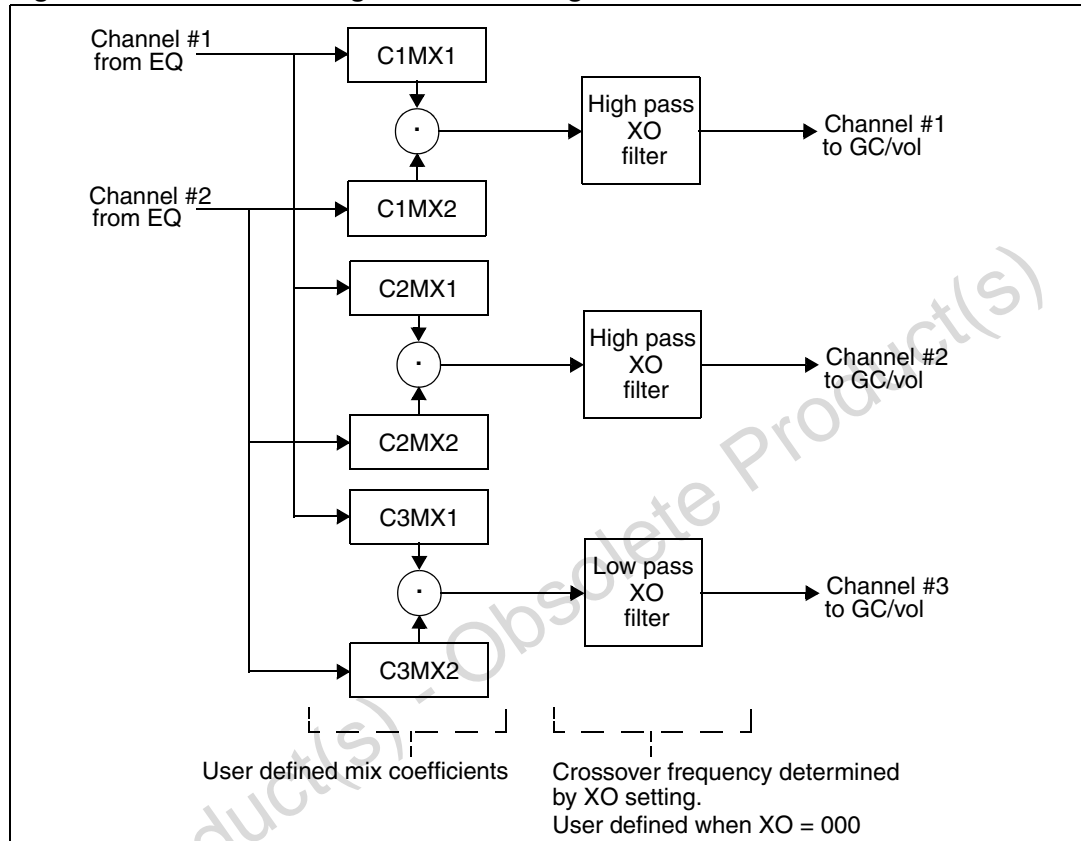 Channel #1
from EQ
C1MX1
High pass
XO
filter
Channel #1
to GC/vol
Channel #2
from EQ
C1MX2
C2MX1
High pass
XO
filter
Channel #2
to GC/vol
C2MX2
C3MX1
Low pass
XO
filter
Channel #3
to GC/vol
C3MX2
User defined mix coefficients
Crossover frequency determined
by XO setting.
User defined when XO = 000
duct(s) - Obsolete Product(s)